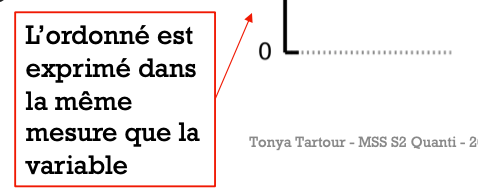 L'ordonné est
exprimé dans
la même
mesure que la
variable
0
Tonya Tartour - MSS S2 Quanti - 2